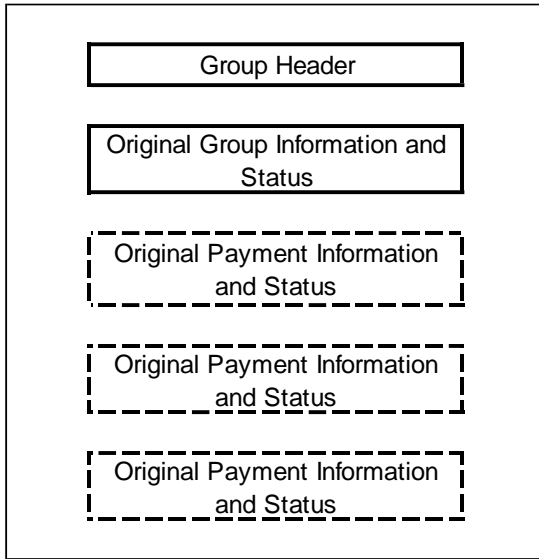 Group Header
Original Group Information and
Status
Original Payment Information
and Status
Original Payment Information
and Status
Original Payment Information
and Status